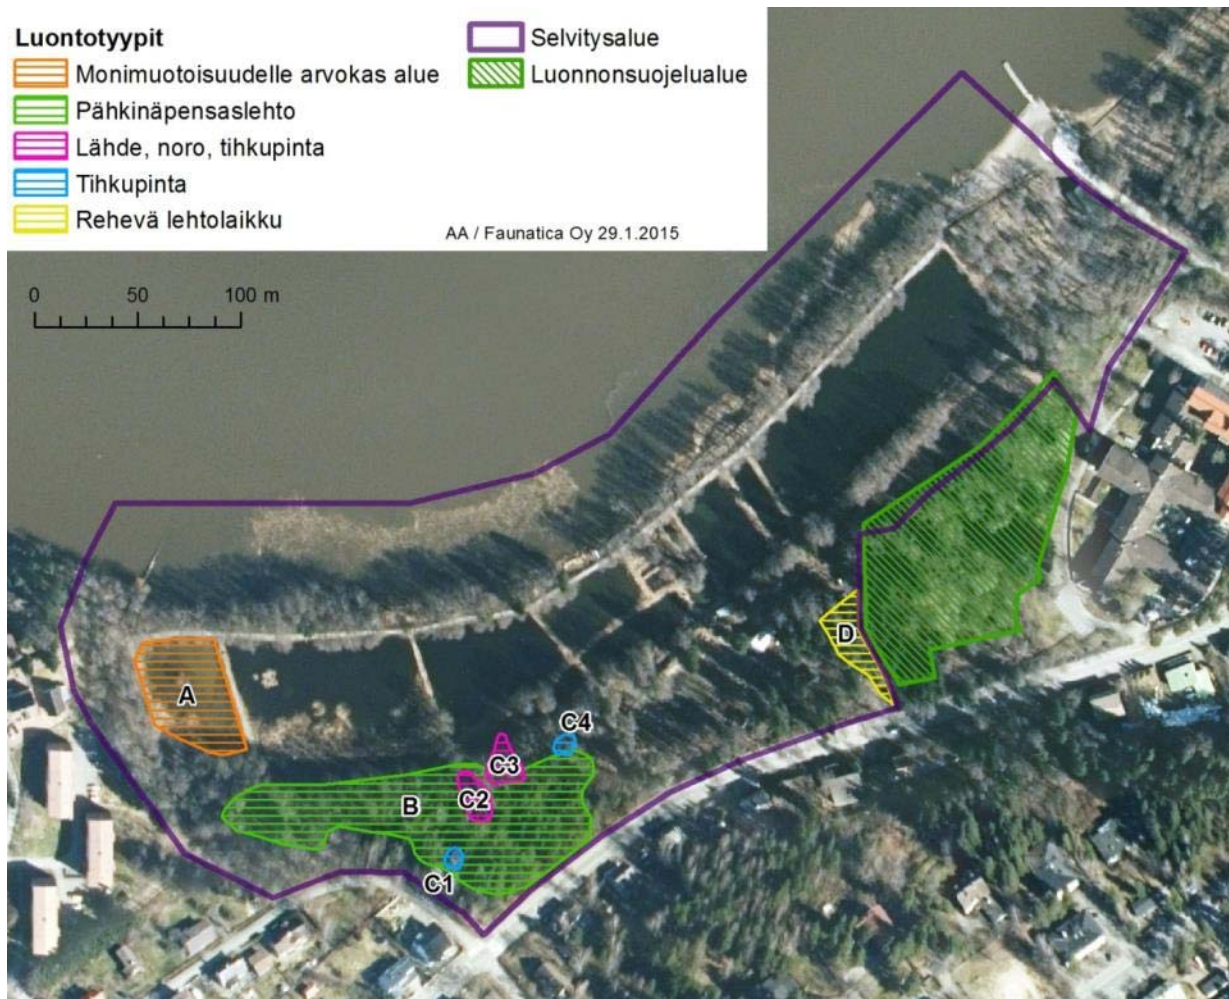 Luontotyypit
Monimuotoisuudelle arvokas alue
Pähkinäpensaslehto
Lähde, noro, tihkupinta
Tihkupinta
Rehevä lehtolaikku
Selvitysalue
Luonnonsuojelualue
AA / Faunatica Oy 29.1.2015
0 50 100 m
D
A
C4
C3
B
C2
C1